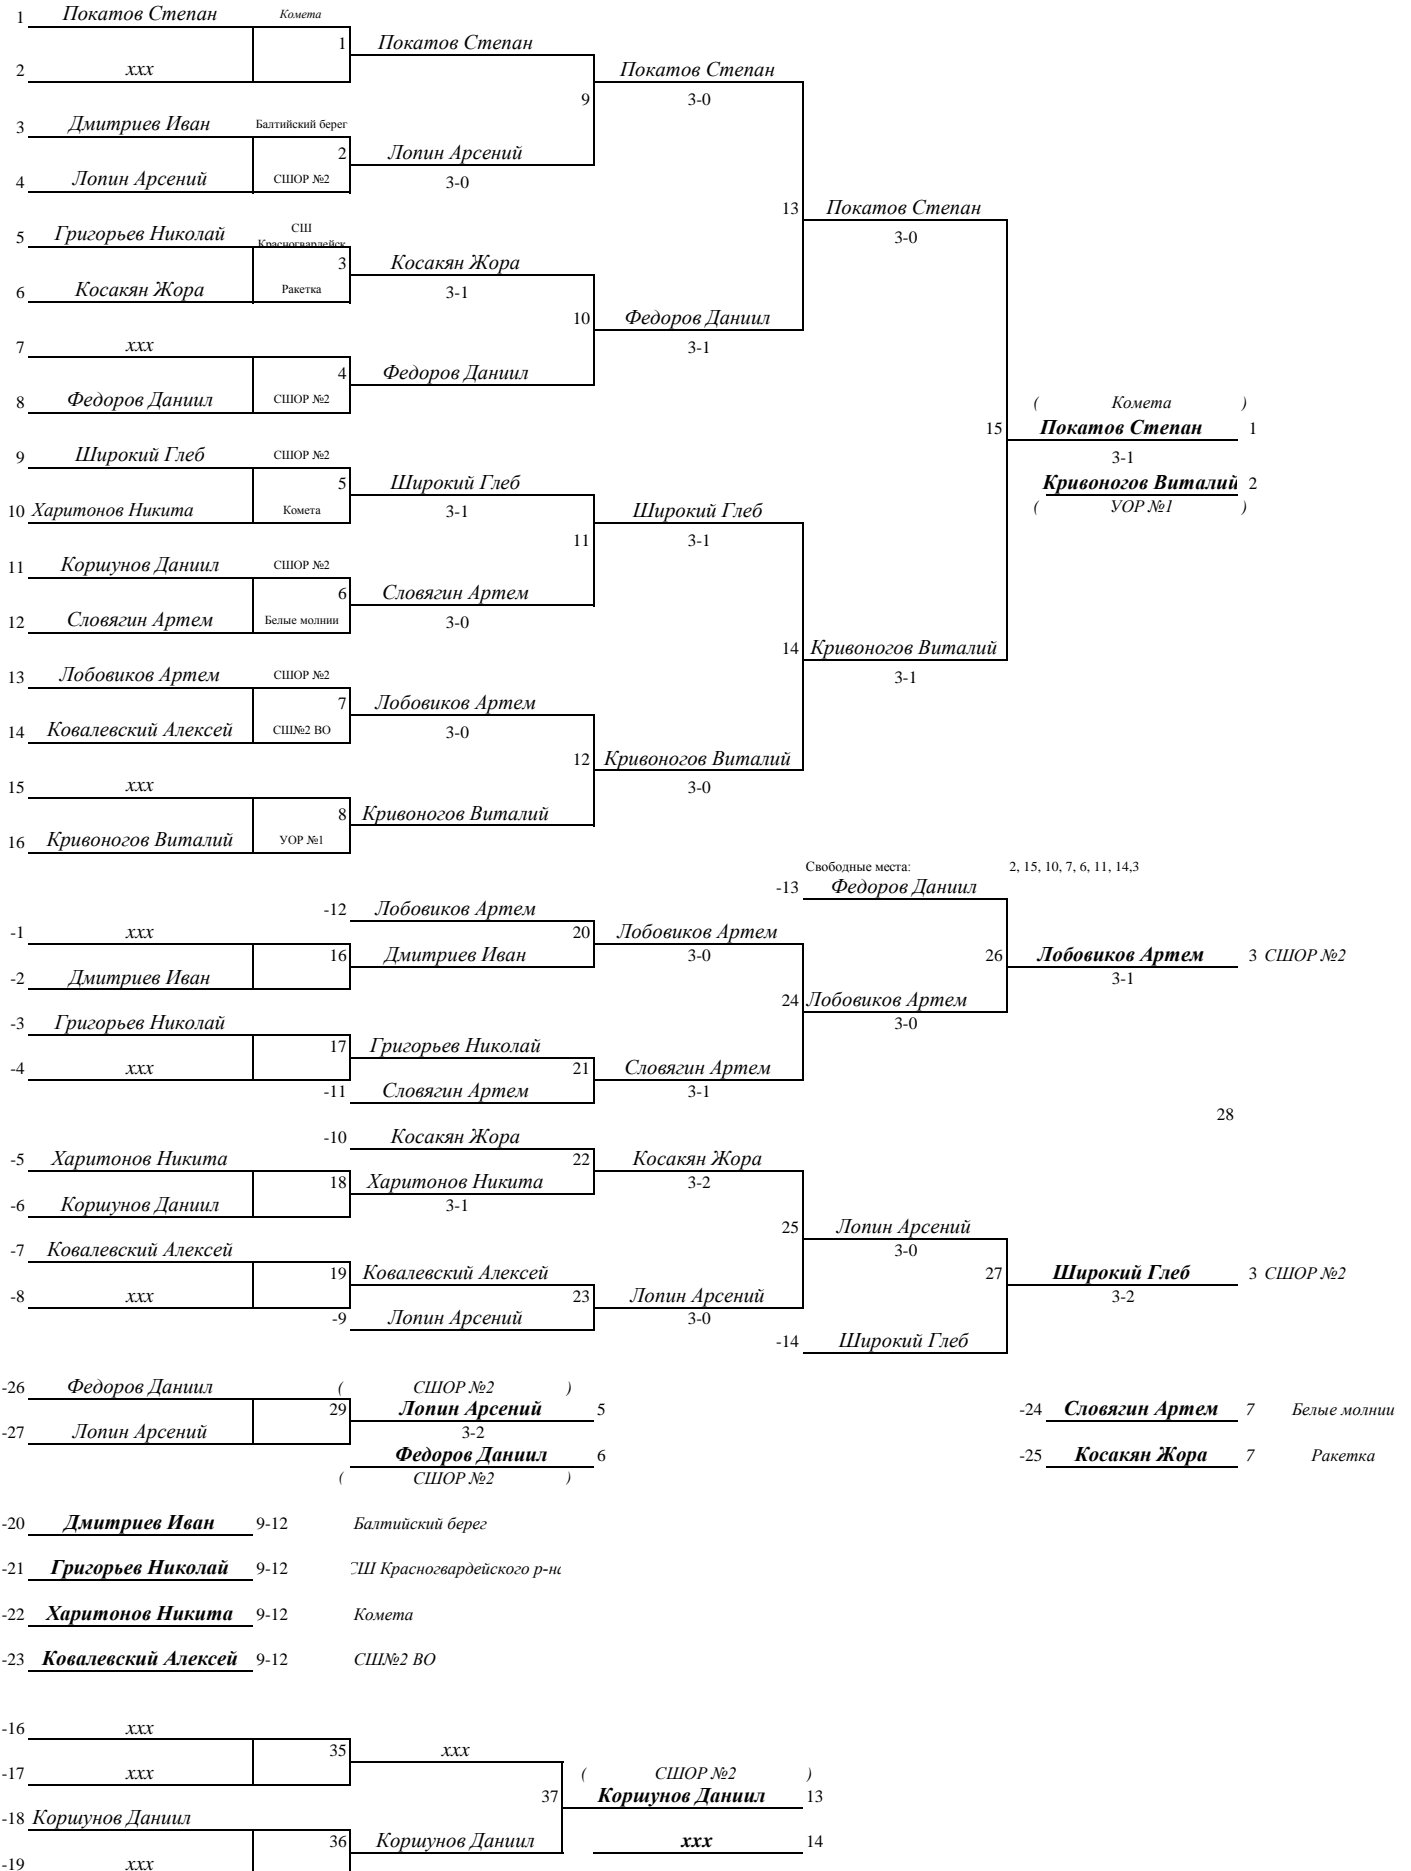 1 Покатов Степан Комета
1 Покатов Степан
2 xxx Покатов Степан
9 3-0
3 Дмитриев Иван Балтийский берег
2 Лопин Арсений
4 Лопин Арсений СШОР №2 3-0
13 Покатов Степан
5 Григорьев Николай СШ Красногвардейск 3-0
3 Косакян Жора
6 Косакян Жора Ракетка 3-1
10 Федоров Даниил
7 xxx 3-1
4 Федоров Даниил
8 Федоров Даниил СШОР №2 ( Комета )
15 Покатов Степан 1
9 Широкий Глеб СШОР №2 3-1
5 Широкий Глеб Кривоногов Виталий 2
10 Харитонов Никита Комета 3-1 Широкий Глеб ( УОР №1 )
11 3-1
11 Коршунов Даниил СШОР №2
6 Словягин Артем
12 Словягин Артем Белые молнии 3-0
14 Кривоногов Виталий
13 Лобовиков Артем СШОР №2 3-1
7 Лобовиков Артем
14 Ковалевский Алексей СШ№2 ВО 3-0
12 Кривоногов Виталий
15 xxx 3-0
8 Кривоногов Виталий
16 Кривоногов Виталий УОР №1
Свободные места: 2, 15, 10, 7, 6, 11, 14,3
-13 Федоров Даниил
-12 Лобовиков Артем
-1 xxx 20 Лобовиков Артем
16 Дмитриев Иван 3-0 26 Лобовиков Артем 3 СШОР №2
-2 Дмитриев Иван 3-1
24 Лобовиков Артем
-3 Григорьев Николай 3-0
17 Григорьев Николай
-4 xxx 21 Словягин Артем
-11 Словягин Артем 3-1
28
-10 Косакян Жора
-5 Харитонов Никита 22 Косакян Жора
18 Харитонов Никита 3-2
-6 Коршунов Даниил 3-1
25 Лопин Арсений
-7 Ковалевский Алексей 3-0
19 Ковалевский Алексей 27 Широкий Глеб 3 СШОР №2
-8 xxx 23 Лопин Арсений 3-2
-9 Лопин Арсений 3-0
-14 Широкий Глеб
-26 Федоров Даниил ( СШОР №2 )
29 Лопин Арсений 5 -24 Словягин Артем 7 Белые молнии
-27 Лопин Арсений 3-2
Федоров Даниил 6 -25 Косакян Жора 7 Ракетка
( СШОР №2 )
-20 Дмитриев Иван 9-12 Балтийский берег
-21 Григорьев Николай 9-12 СШ Красногвардейского р-на
-22 Харитонов Никита 9-12 Комета
-23 Ковалевский Алексей 9-12 СШ№2 ВО
-16 xxx
35 xxx
-17 xxx ( СШОР №2 )
37 Коршунов Даниил 13
-18 Коршунов Даниил
36 Коршунов Даниил xxx 14
-19 xxx